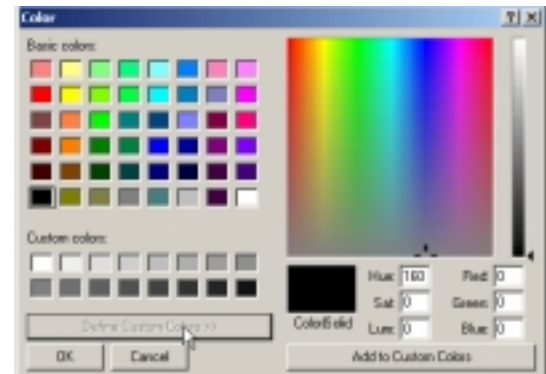 Color
Basic colors:
Custom colors:
Define Custom Colors >>
OK
Cancel
Color|Solid
Hue: 160
Sat: 0
Lum: 0
Red: 0
Green: 0
Blue: 0
Add to Custom Colors